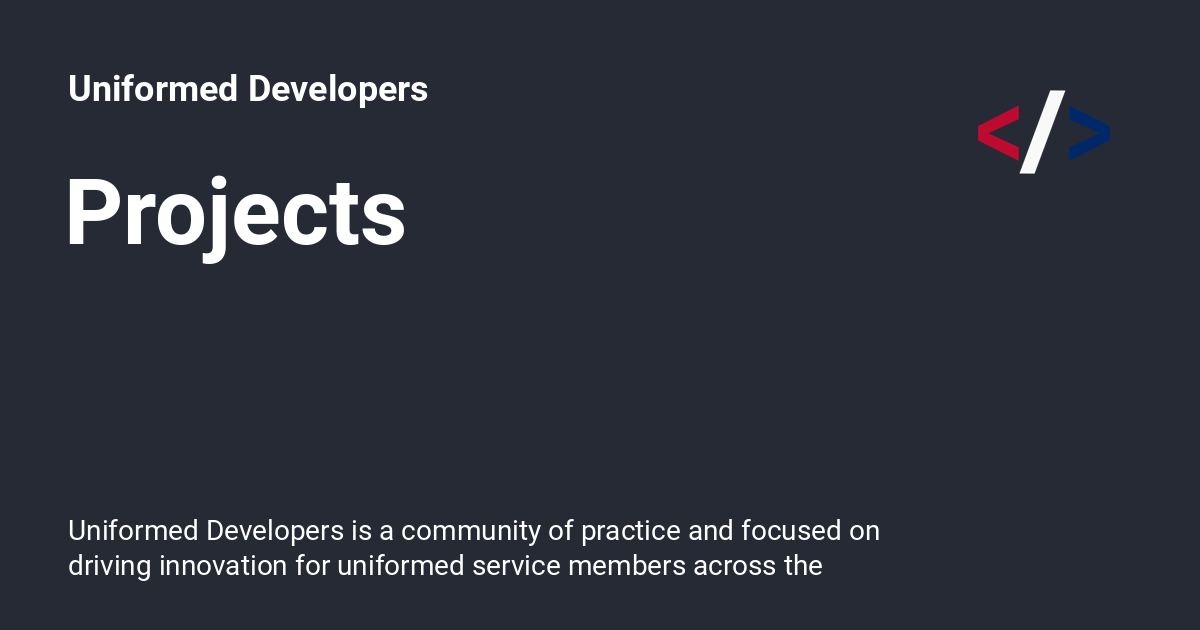 Uniformed Developers
</>
Projects
Uniformed Developers is a community of practice and focused on
driving innovation for uniformed service members across the